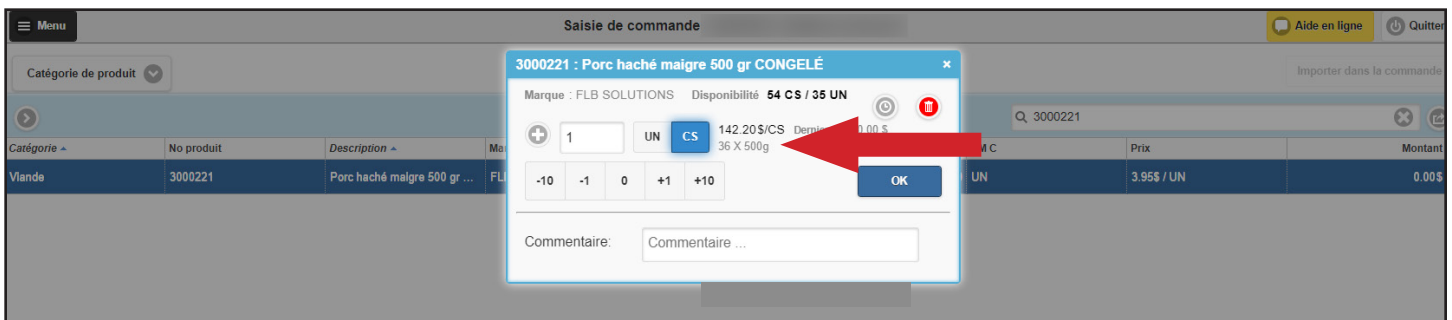 Menu
Saisie de commande
Aide en ligne
Quitter
Catégorie de produit
Importer dans la commande
3000221 : Porc haché maigre 500 gr CONGELÉ
×
Marque : FLB SOLUTIONS Disponibilité 54 CS / 35 UN
3000221
1
UN
CS
142.20$/CS
36 X 500g
-10
-1
0
+1
+10
OK
Commentaire:
Commentaire ...
Catégorie
No produit
Description
M C
Prix
Montant
Viande
3000221
Porc haché maigre 500 gr ...
UN
3.95$ / UN
0.00$